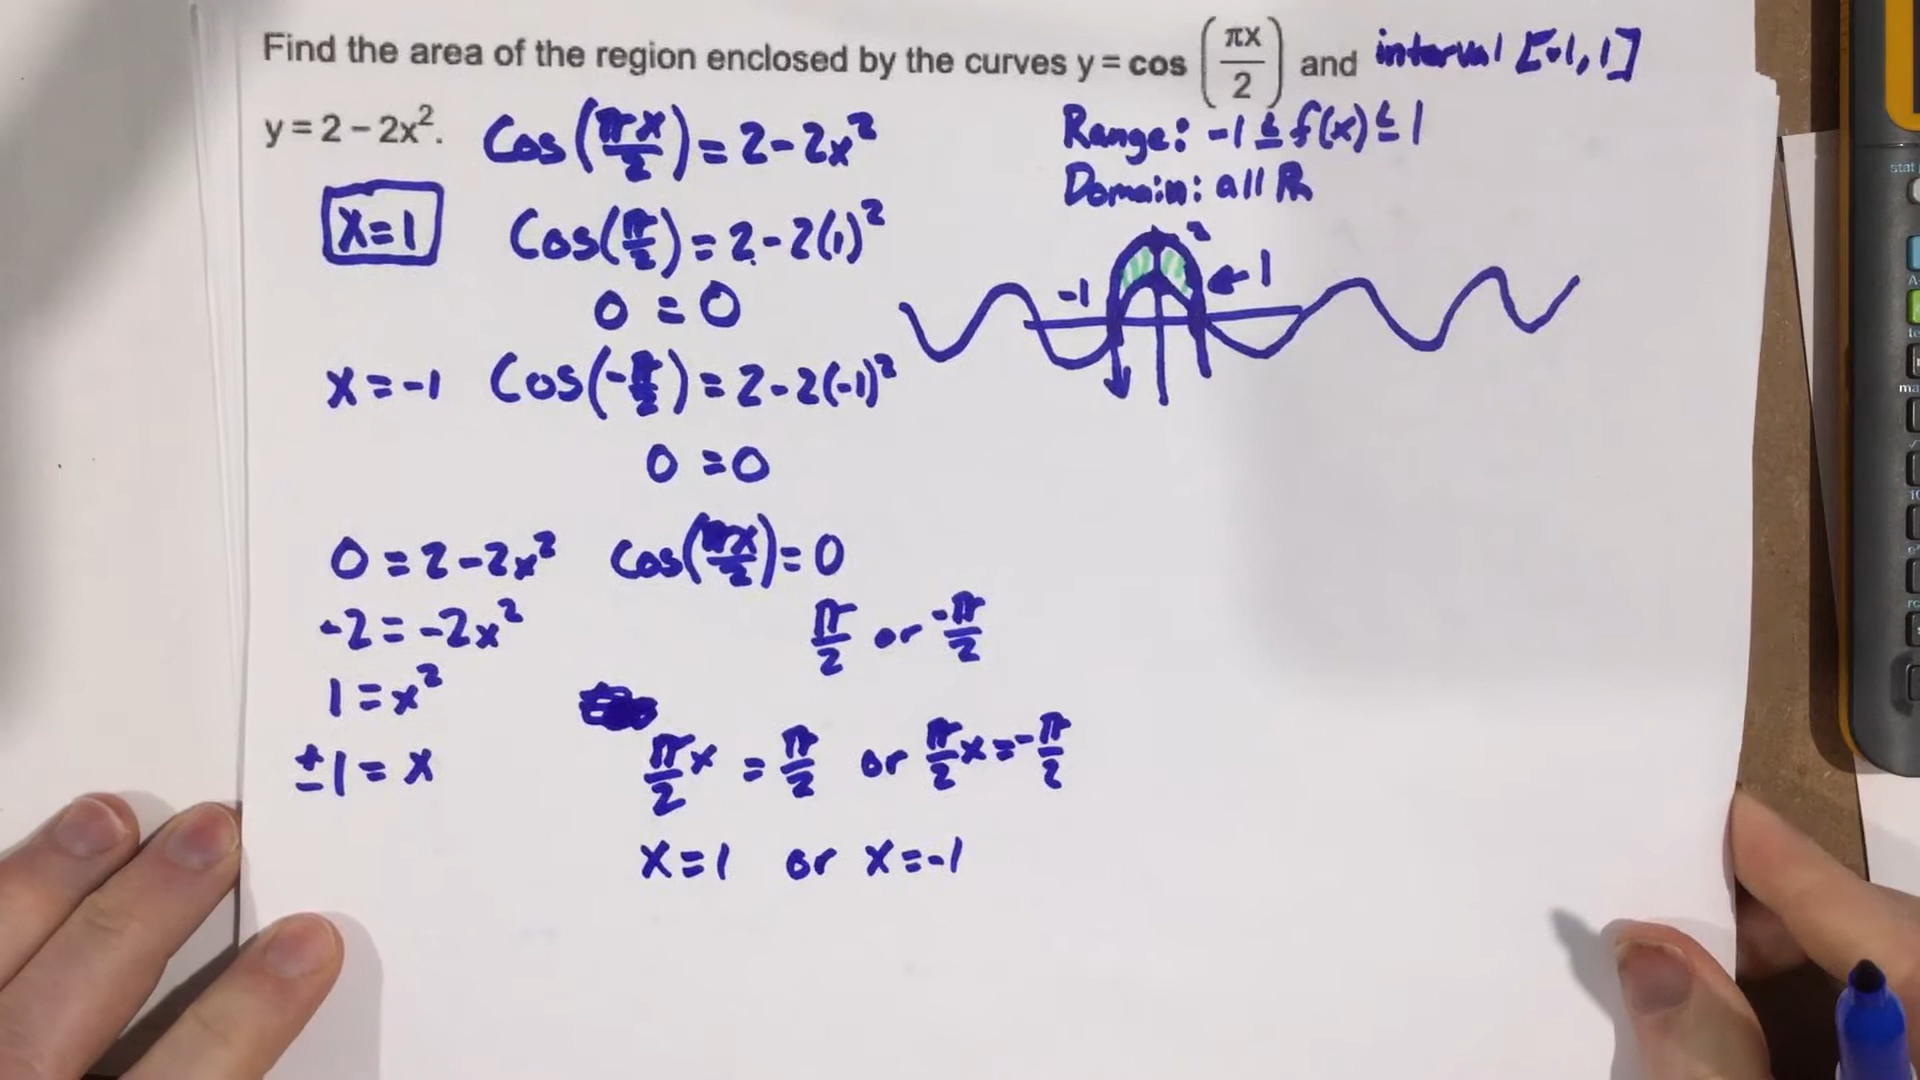 Find the area of the region enclosed by the curves y = cos (πx/2) and interval [-1, 1]
y = 2 – 2x². Cos(πx/2) = 2-2x²
Range: -1 ≤ f(x) ≤ 1
Domain: all ℝ
x=1 Cos(π/2) = 2-2(1)²
0 = 0
x = -1 Cos(-π/2) = 2-2(-1)²
0 = 0
2
-1 ← 1
0 = 2-2x² Cos(πx/2) = 0
-2 = -2x² π/2 or -π/2
1 = x²
±1 = x π/2 x = π/2 or π/2 x = -π/2
x = 1 or x = -1
stat